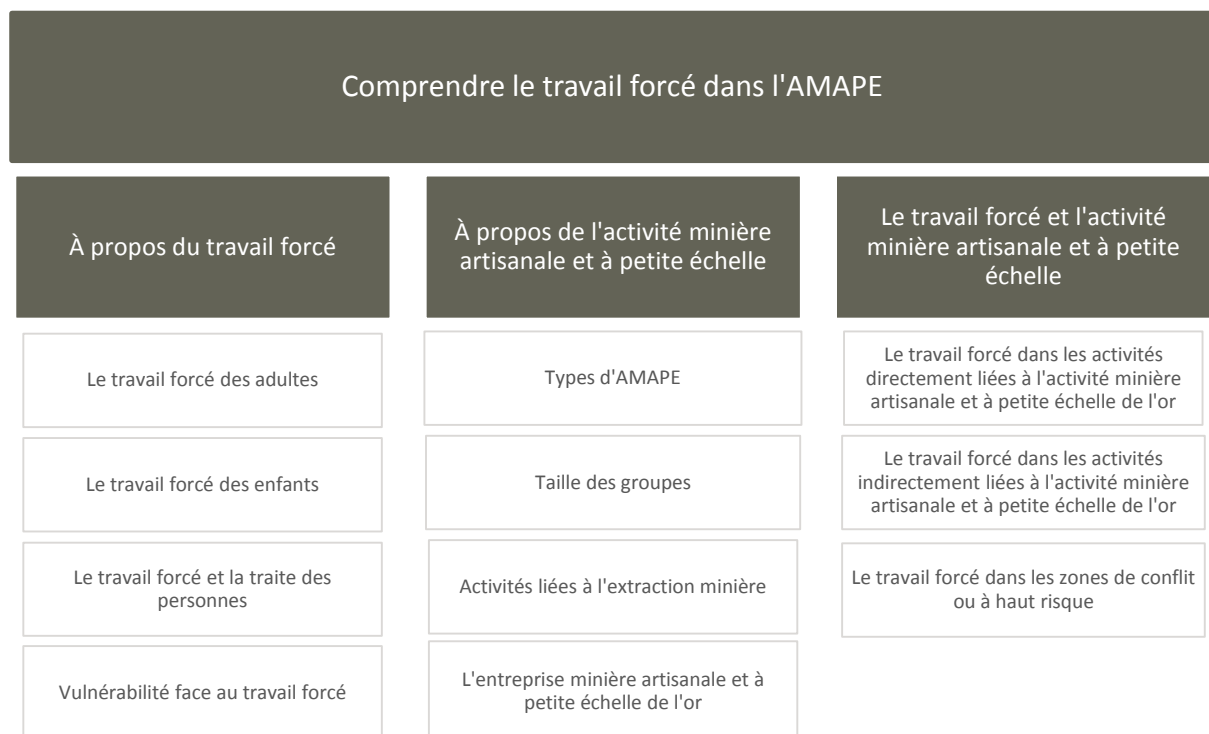 Comprendre le travail forcé dans l'AMAPE
À propos du travail forcé
Le travail forcé des adultes
Le travail forcé des enfants
Le travail forcé et la traite des
personnes
Vulnérabilité face au travail forcé
À propos de l'activité minière
artisanale et à petite échelle
Types d'AMAPE
Taille des groupes
Activités liées à l'extraction minière
L'entreprise minière artisanale et à
petite échelle de l'or
Le travail forcé et l'activité
minière artisanale et à petite
échelle
Le travail forcé dans les activités
directement liées à l'activité minière
artisanale et à petite échelle de l'or
Le travail forcé dans les activités
indirectement liées à l'activité minière
artisanale et à petite échelle de l'or
Le travail forcé dans les zones de conflit
ou à haut risque